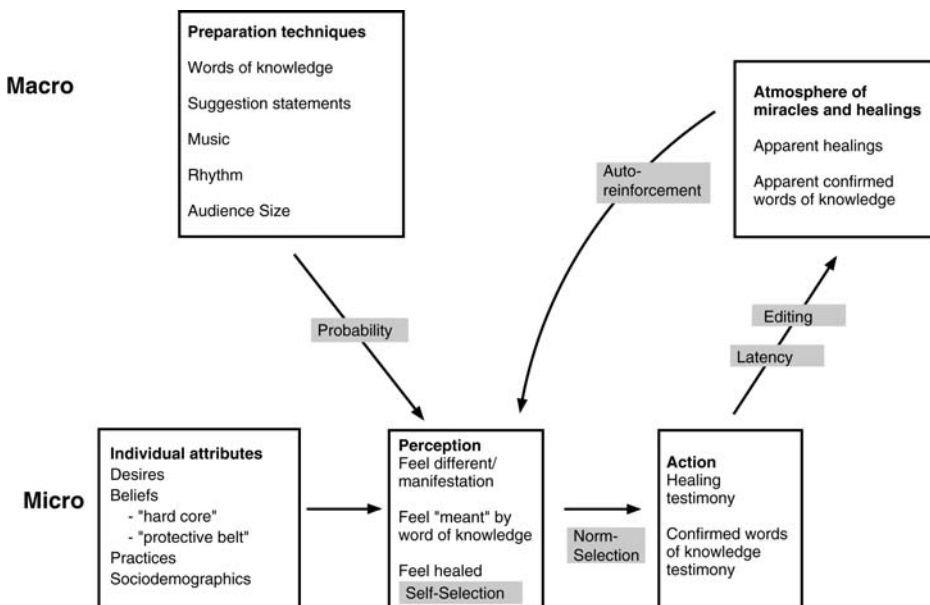 Macro
Preparation techniques
Words of knowledge
Suggestion statements
Music
Rhythm
Audience Size
Atmosphere of
miracles and healings
Apparent healings
Apparent confirmed
words of knowledge
Auto-
reinforcement
Probability
Editing
Latency
Micro
Individual attributes
Desires
Beliefs
- "hard core"
- "protective belt"
Practices
Sociodemographics
Perception
Feel different/
manifestation
Feel "meant" by
word of knowledge
Feel healed
Self-Selection
Norm-
Selection
Action
Healing
testimony
Confirmed words
of knowledge
testimony